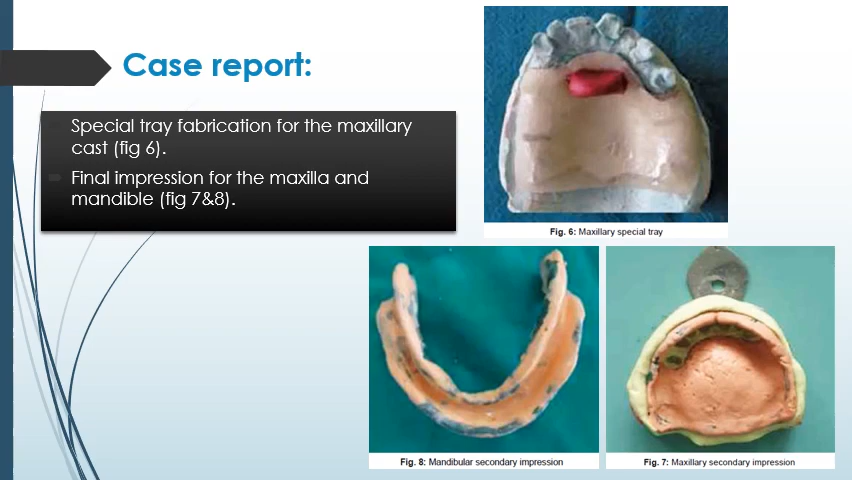 Case report:
Special tray fabrication for the maxillary
cast (fig 6).
Final impression for the maxilla and
mandible (fig 7&8).
Fig. 6: Maxillary special tray
Fig. 8: Mandibular secondary impression
Fig. 7: Maxillary secondary impression